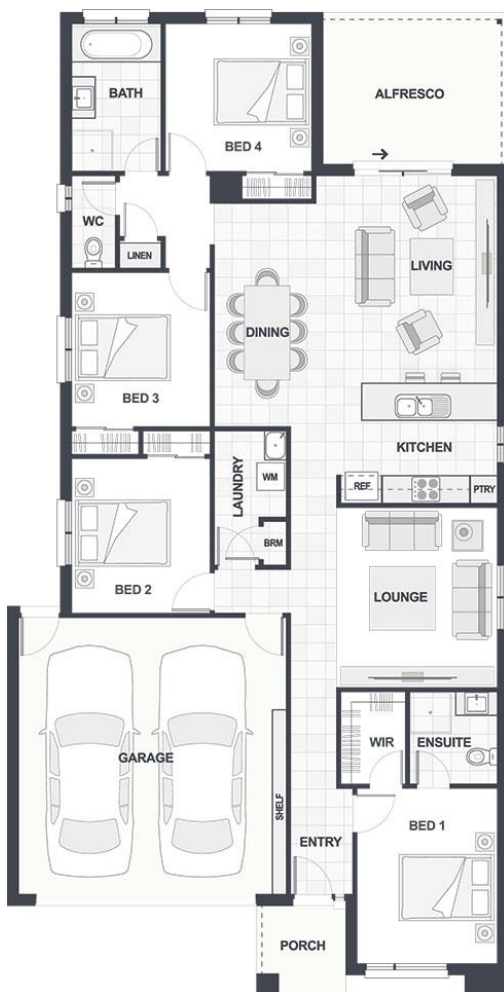 BATH
BED 4
ALFRESCO
WC
LINEN
LIVING
DINING
BED 3
KITCHEN
LAUNDRY
WM
REF.
PTRY
BRM
BED 2
LOUNGE
GARAGE
WIR
ENSUITE
SHELF
ENTRY
BED 1
PORCH